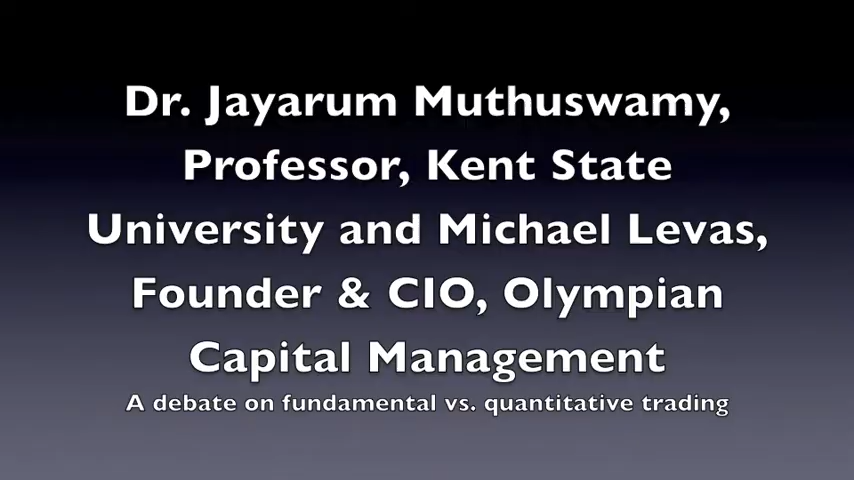 Dr. Jayarum Muthuswamy,
Professor, Kent State
University and Michael Levas,
Founder & CIO, Olympian
Capital Management
A debate on fundamental vs. quantitative trading